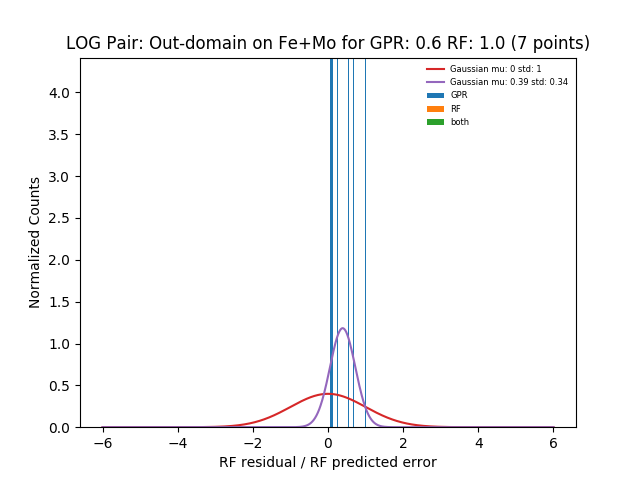 LOG Pair: Out-domain on Fe+Mo for GPR: 0.6 RF: 1.0 (7 points)
Gaussian mu: 0 std: 1
Gaussian mu: 0.39 std: 0.34
GPR
RF
both
4.0
3.5
3.0
2.5
2.0
1.5
1.0
0.5
0.0
Normalized Counts
−6 −4 −2 0 2 4 6
RF residual / RF predicted error